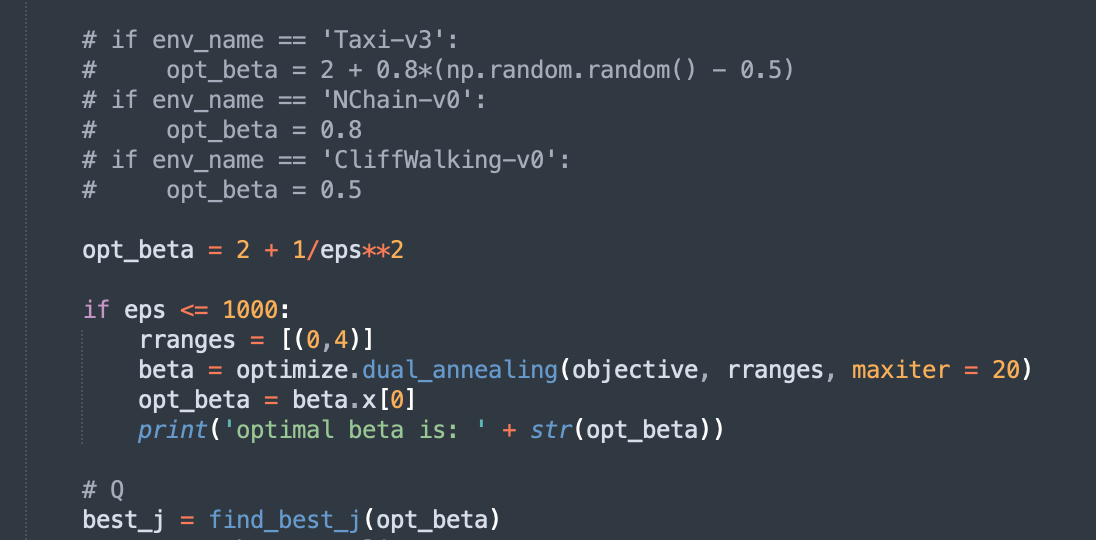 # if env_name == 'Taxi-v3':
#     opt_beta = 2 + 0.8*(np.random.random() - 0.5)
# if env_name == 'NChain-v0':
#     opt_beta = 0.8
# if env_name == 'CliffWalking-v0':
#     opt_beta = 0.5
opt_beta = 2 + 1/eps**2
if eps <= 1000:
    rranges = [(0,4)]
    beta = optimize.dual_annealing(objective, rranges, maxiter = 20)
    opt_beta = beta.x[0]
    print('optimal beta is: ' + str(opt_beta))
# Q
best_j = find_best_j(opt_beta)